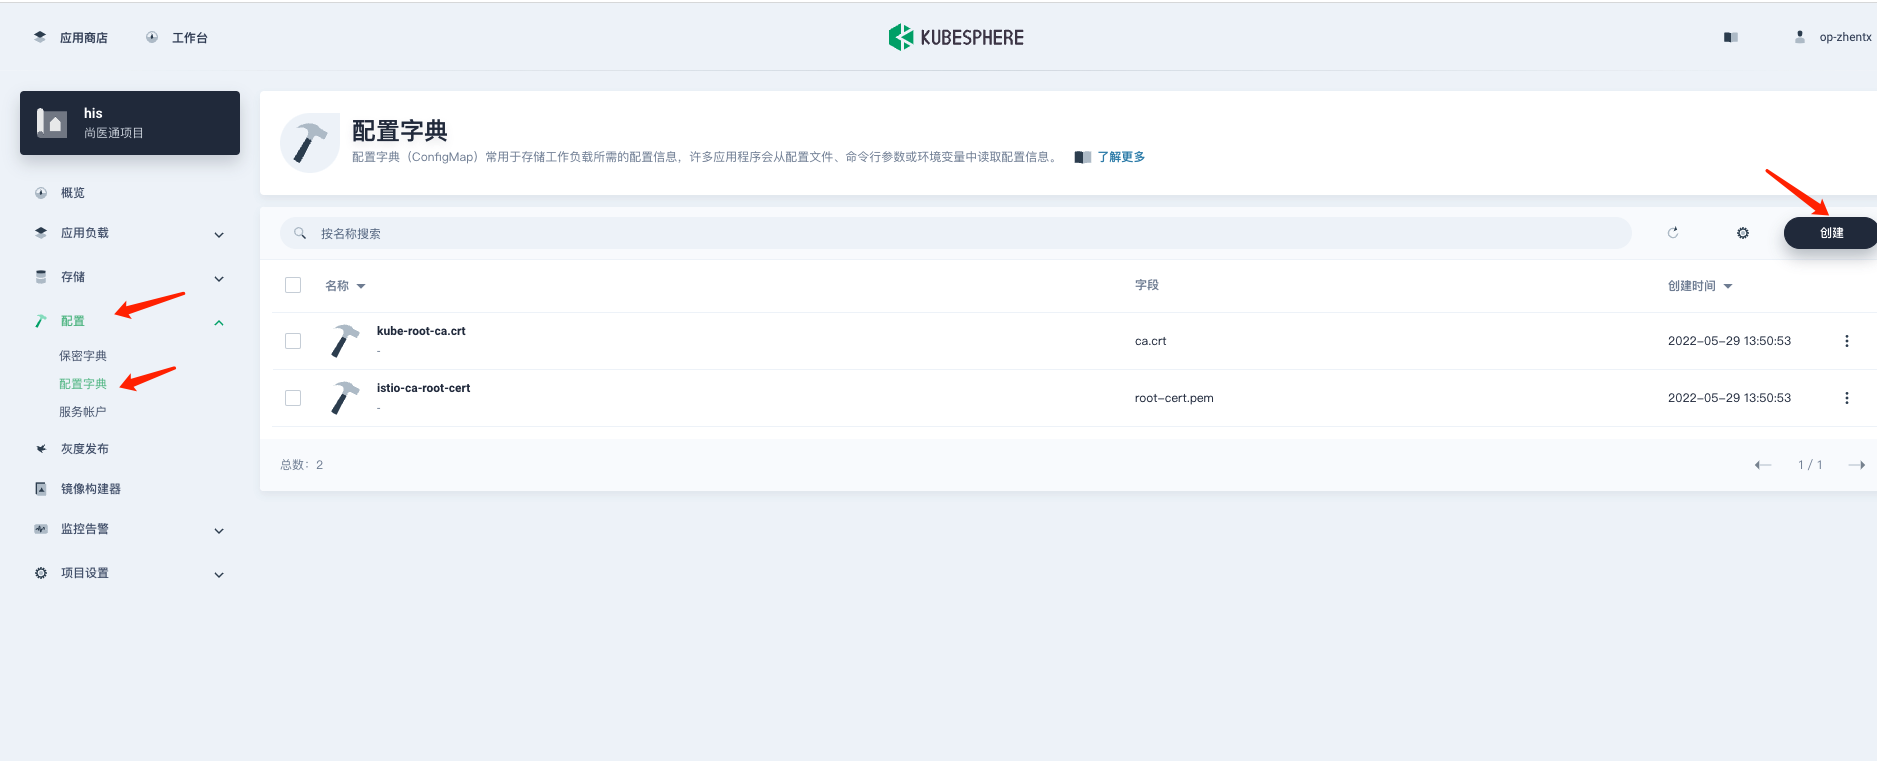 应用商店 工作台 KUBESPHERE op-zhentx
his
尚医通项目
概览
应用负载
存储
配置
保密字典
配置字典
服务帐户
灰度发布
镜像构建器
监控告警
项目设置
配置字典
配置字典（ConfigMap）常用于存储工作负载所需的配置信息，许多应用程序会从配置文件、命令行参数或环境变量中读取配置信息。 了解更多
按名称搜索 创建
名称 字段 创建时间
kube-root-ca.crt ca.crt 2022-05-29 13:50:53
-
istio-ca-root-cert root-cert.pem 2022-05-29 13:50:53
-
总数：2 1 / 1